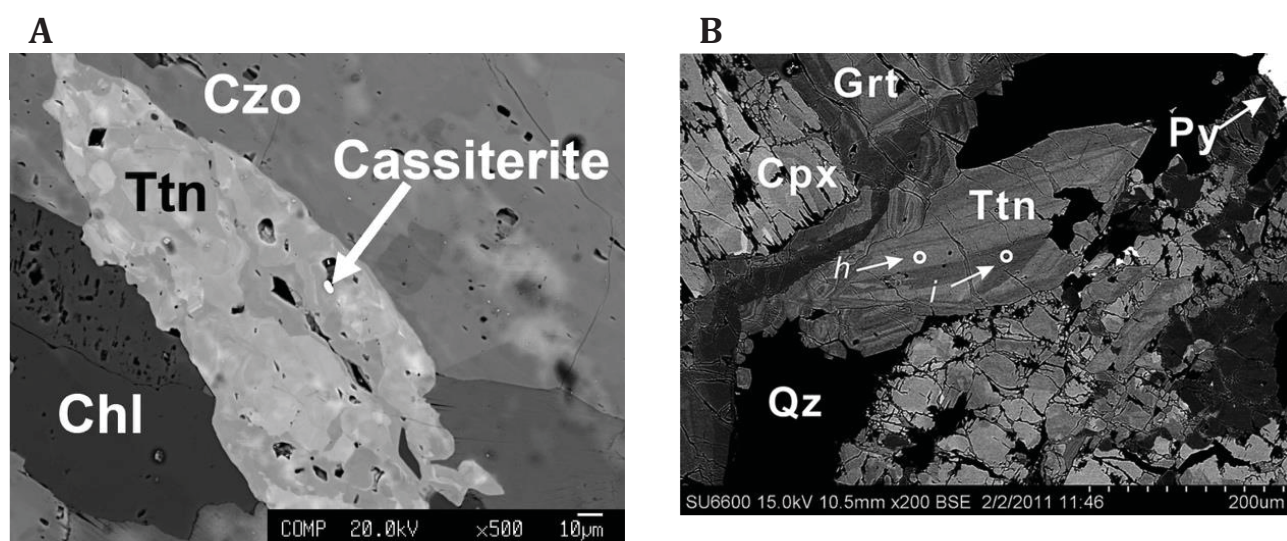 A
Czo
Cassiterite
Ttn
Chl
COMP 20.0kV ×500 10μm
B
Grt
Py
Cpx
Ttn
h
i
Qz
SU6600 15.0kV 10.5mm x200 BSE 2/2/2011 11:46 200um